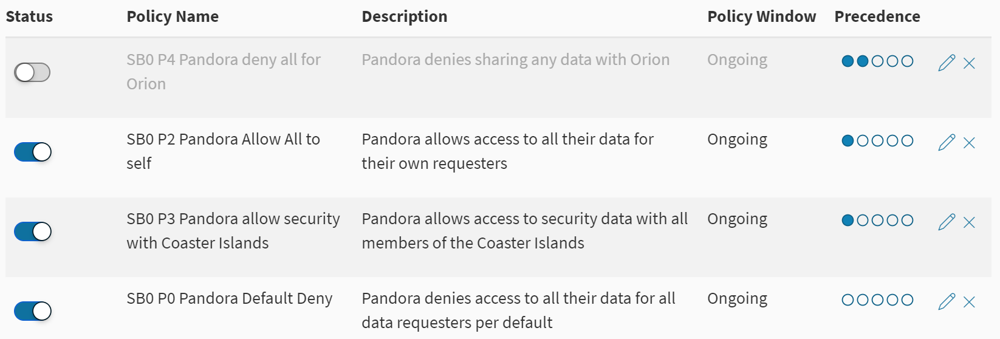 Status Policy Name Description Policy Window Precedence
SB0 P4 Pandora deny all for Pandora denies sharing any data with Orion Ongoing
Orion
SB0 P2 Pandora Allow All to Pandora allows access to all their data for Ongoing
self their own requesters
SB0 P3 Pandora allow security Pandora allows access to security data with all Ongoing
with Coaster Islands members of the Coaster Islands
SB0 P0 Pandora Default Deny Pandora denies access to all their data for all Ongoing
data requesters per default